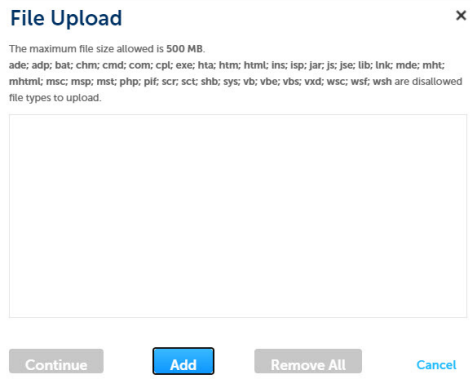 File Upload
×
The maximum file size allowed is 500 MB.
ade; adp; bat; chm; cmd; com; cpl; exe; hta; htm; html; ins; isp; jar; js; jse; lib; lnk; mde; mht;
mhtml; msc; msp; mst; php; pif; scr; sct; shb; sys; vb; vbe; vbs; vxd; wsc; wsf; wsh are disallowed
file types to upload.
Continue
Add
Remove All
Cancel